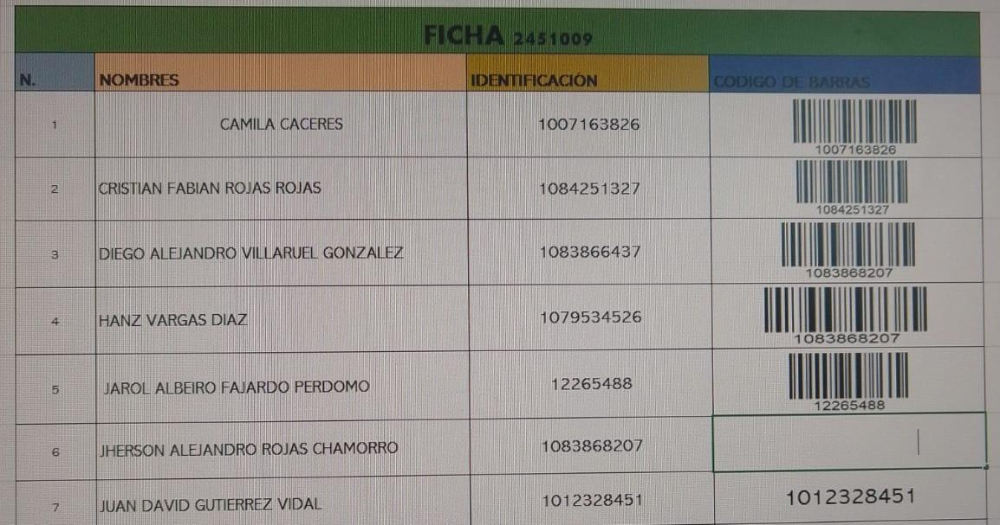 FICHA 2451009
N. NOMBRES IDENTIFICACIÓN CODIGO DE BARRAS
1 CAMILA CACERES 1007163826 1007163826
2 CRISTIAN FABIAN ROJAS ROJAS 1084251327 1084251327
3 DIEGO ALEJANDRO VILLARUEL GONZALEZ 1083866437 1083868207
4 HANZ VARGAS DIAZ 1079534526 1083868207
5 JAROL ALBEIRO FAJARDO PERDOMO 12265488 12265488
6 JHERSON ALEJANDRO ROJAS CHAMORRO 1083868207
7 JUAN DAVID GUTIERREZ VIDAL 1012328451 1012328451